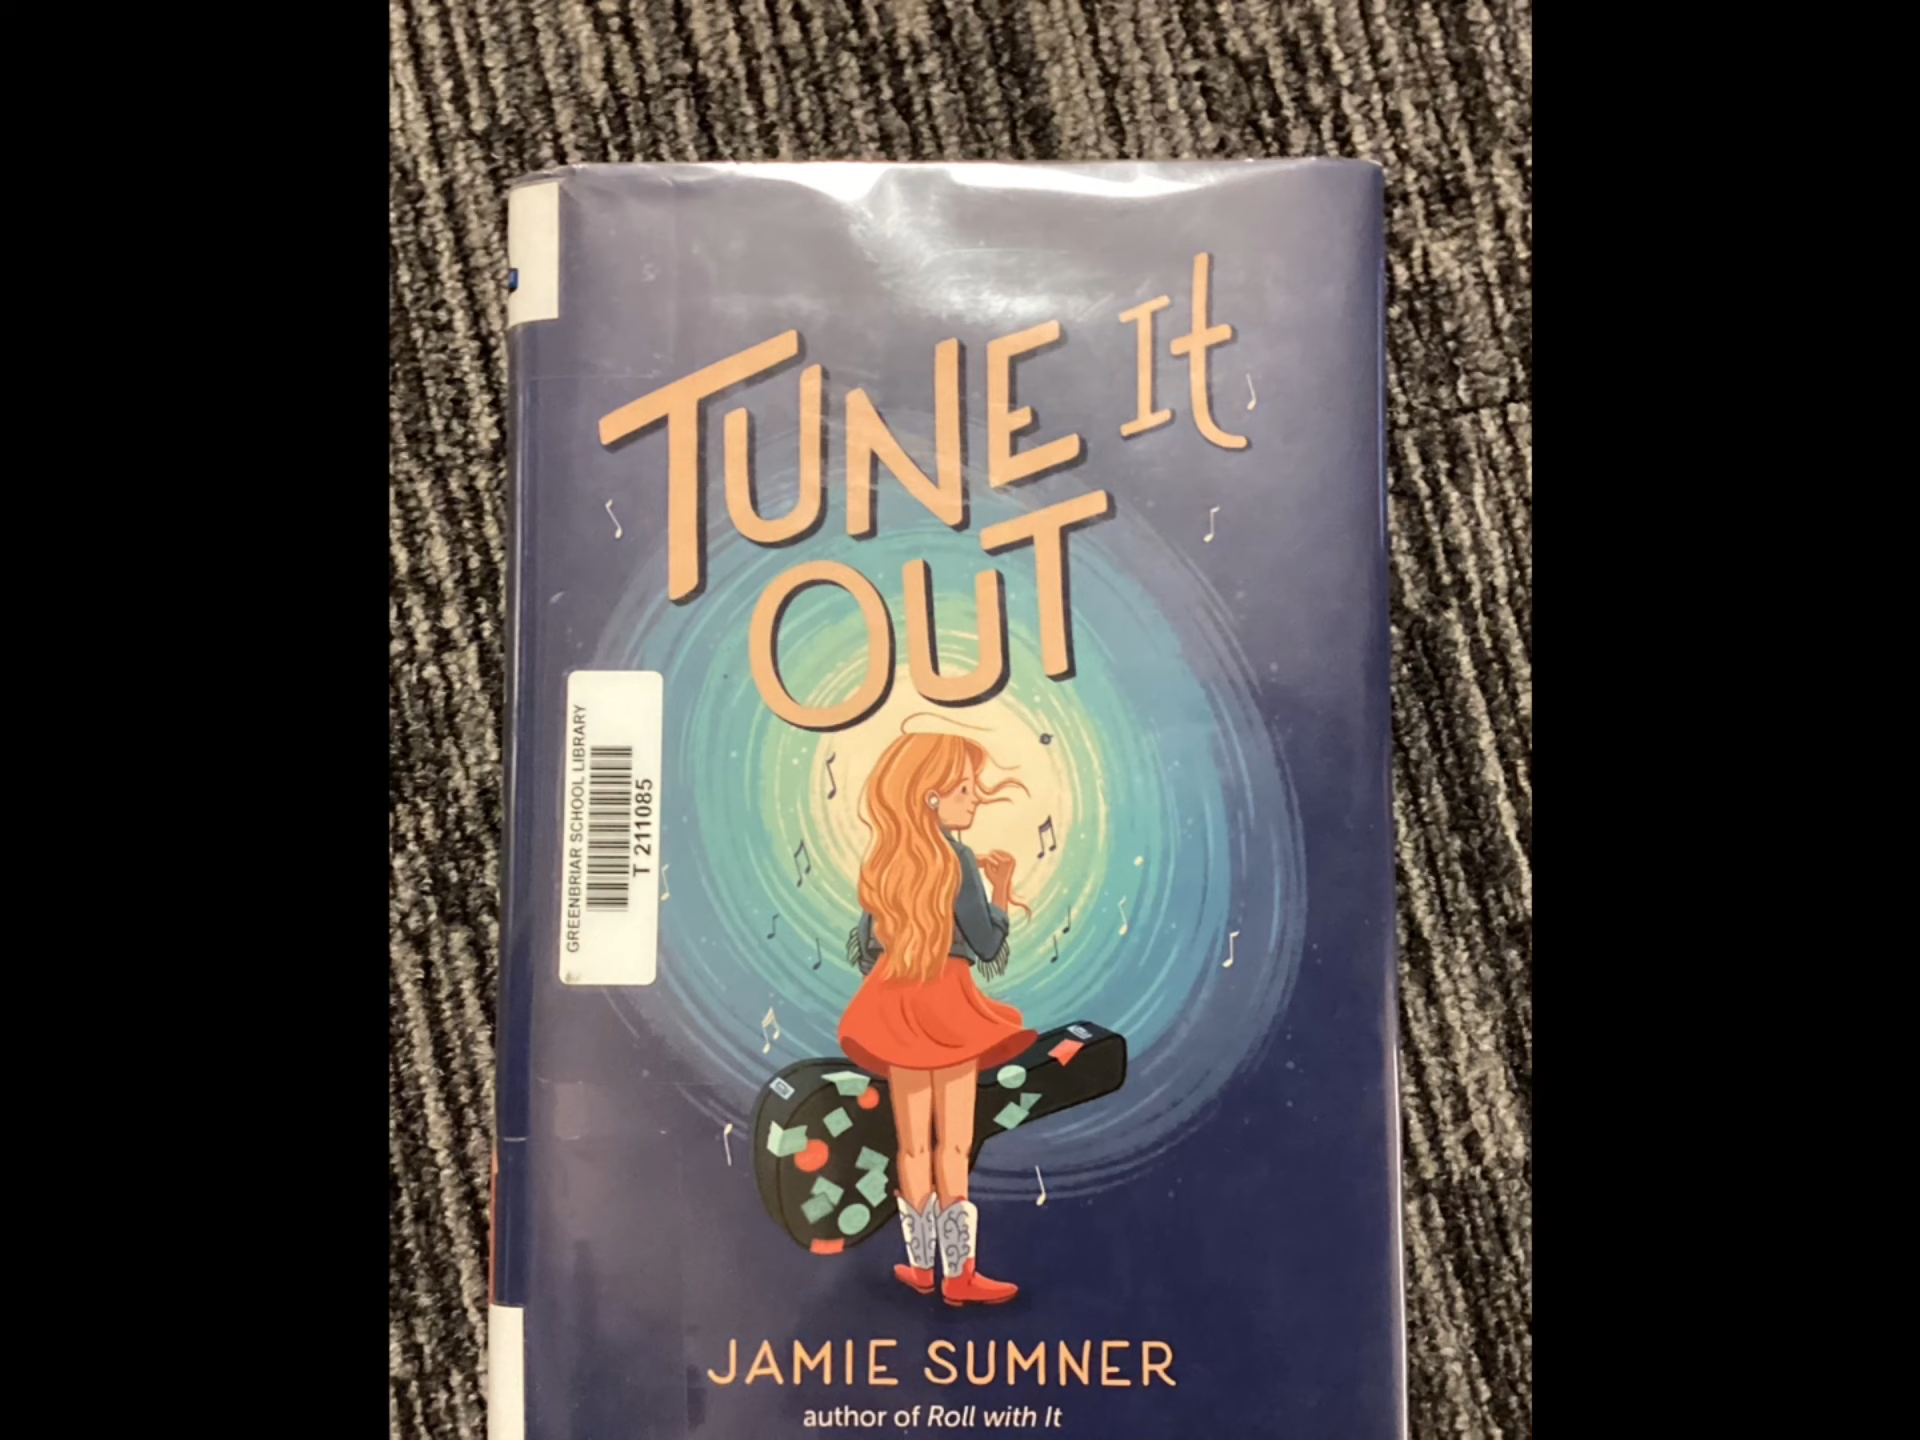 TUNE It
OUT
GREENBRIAR SCHOOL LIBRARY
T 211085
JAMIE SUMNER
author of Roll with It